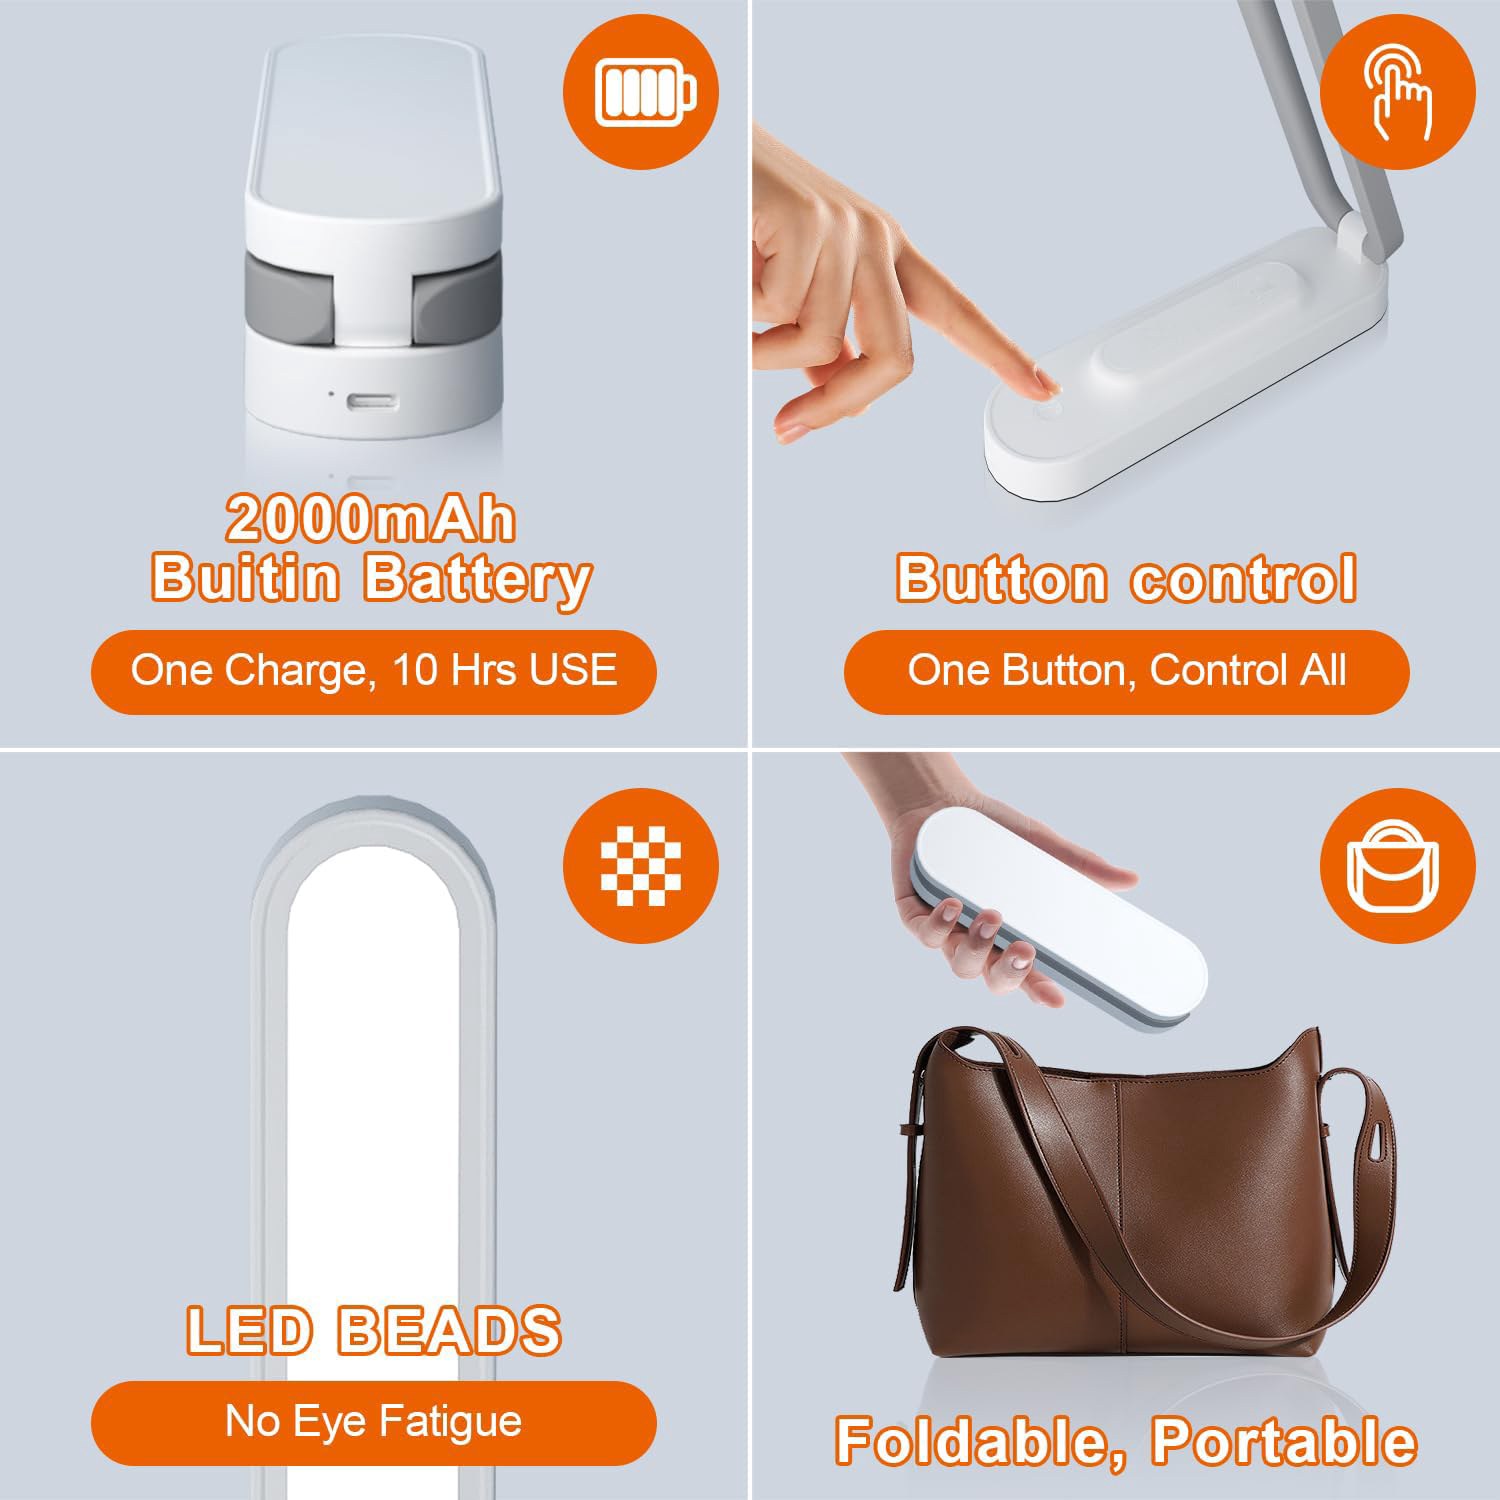 2000mAh
Buitin Battery
One Charge, 10 Hrs USE
Button control
One Button, Control All
LED BEADS
No Eye Fatigue
Foldable, Portable